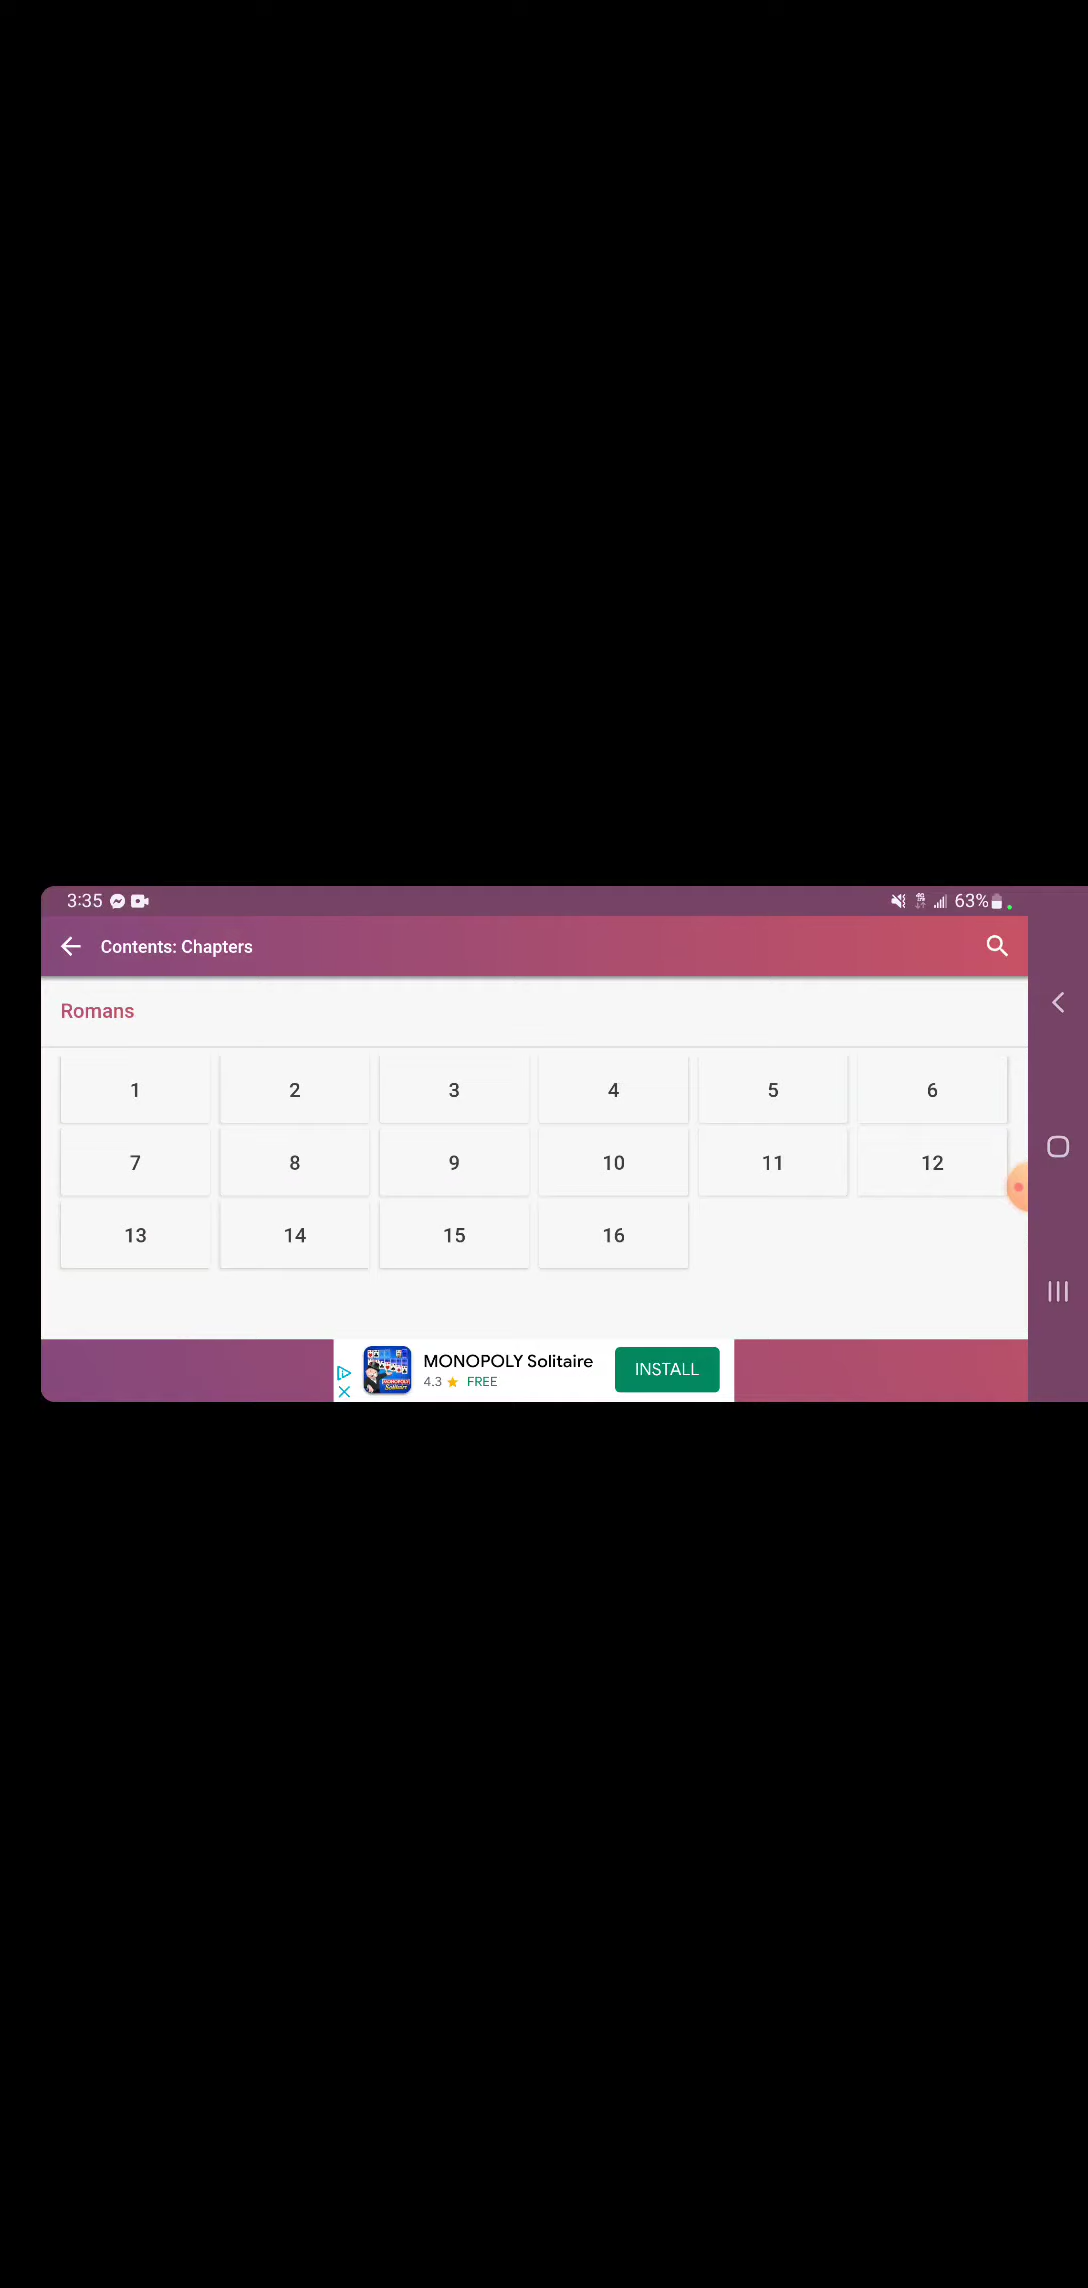 3:35 63%
Contents: Chapters
Romans
1 2 3 4 5 6
7 8 9 10 11 12
13 14 15 16
MONOPOLY Solitaire
4.3 FREE
INSTALL